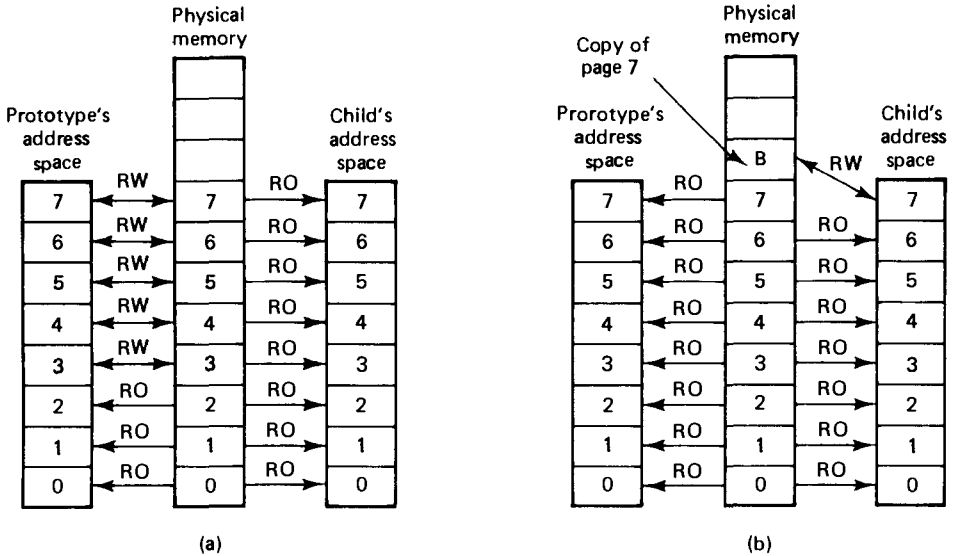 Physical
memory
Prototype's
address
space
Child's
address
space
RW
RO
7
7
7
RW
RO
6
6
6
RW
RO
5
5
5
RW
RO
4
4
4
RW
RO
3
3
3
RO
RO
2
2
2
RO
RO
1
1
1
RO
RO
0
0
0
(a)
Physical
memory
Copy of
page 7
Prorotype's
address
space
Child's
address
space
B
RW
RO
7
7
7
RO
RO
6
6
6
RO
RO
5
5
5
RO
RO
4
4
4
RO
RO
3
3
3
RO
RO
2
2
2
RO
RO
1
1
1
RO
RO
0
0
0
(b)